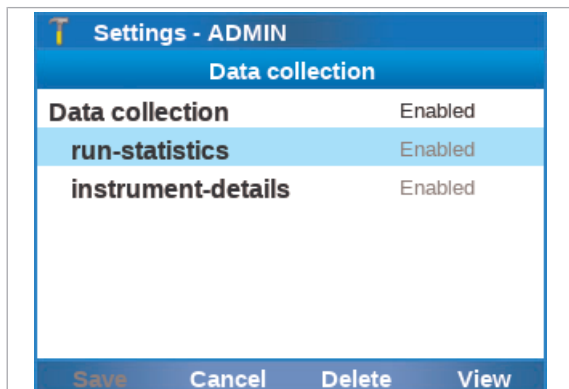 Settings - ADMIN
Data collection
Data collection Enabled
run-statistics Enabled
instrument-details Enabled
Save Cancel Delete View